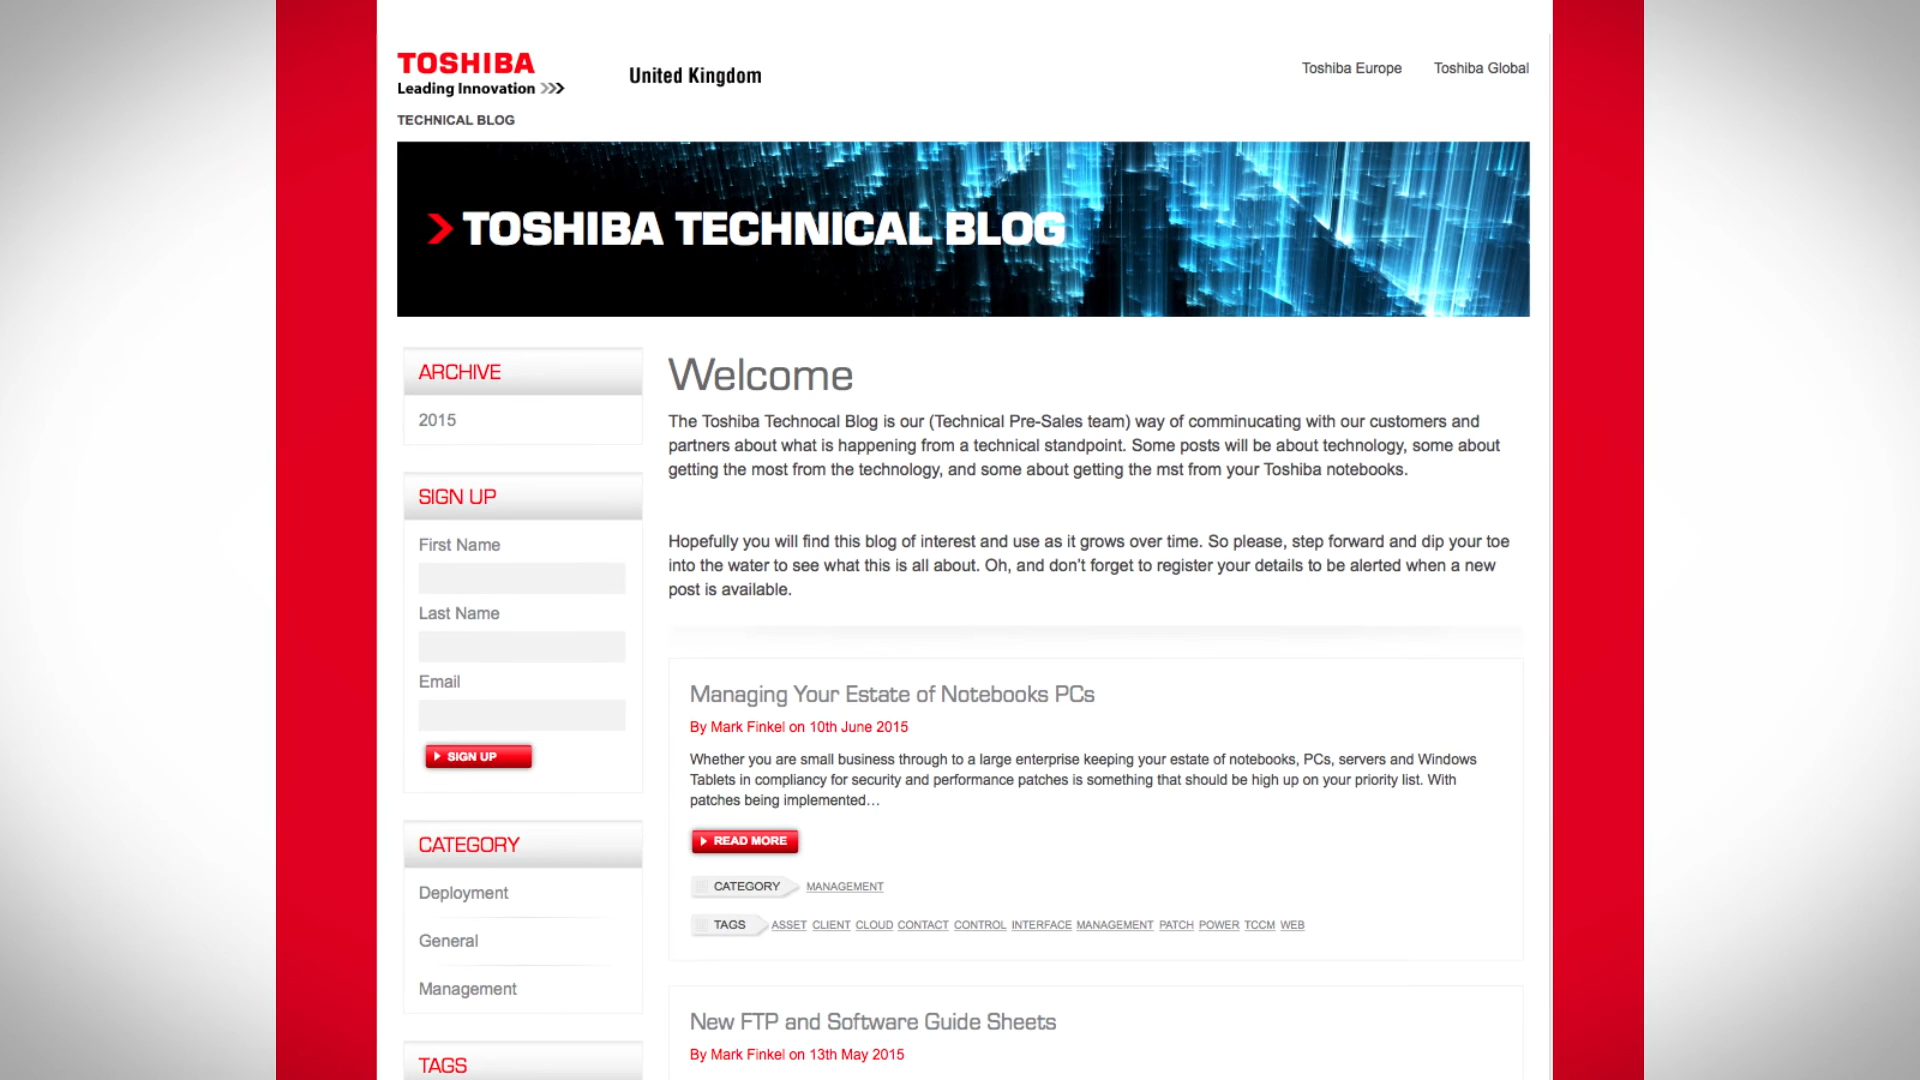 TOSHIBA
Leading Innovation >>>
United Kingdom
Toshiba Europe
Toshiba Global
TECHNICAL BLOG
> TOSHIBA TECHNICAL BLOG
ARCHIVE
2015
SIGN UP
First Name
Last Name
Email
SIGN UP
CATEGORY
Deployment
General
Management
TAGS
Welcome
The Toshiba Technocal Blog is our (Technical Pre-Sales team) way of comminucating with our customers and
partners about what is happening from a technical standpoint. Some posts will be about technology, some about
getting the most from the technology, and some about getting the mst from your Toshiba notebooks.
Hopefully you will find this blog of interest and use as it grows over time. So please, step forward and dip your toe
into the water to see what this is all about. Oh, and don't forget to register your details to be alerted when a new
post is available.
Managing Your Estate of Notebooks PCs
By Mark Finkel on 10th June 2015
Whether you are small business through to a large enterprise keeping your estate of notebooks, PCs, servers and Windows
Tablets in compliancy for security and performance patches is something that should be high up on your priority list. With
patches being implemented…
READ MORE
CATEGORY MANAGEMENT
TAGS ASSET CLIENT CLOUD CONTACT CONTROL INTERFACE MANAGEMENT PATCH POWER TCCM WEB
New FTP and Software Guide Sheets
By Mark Finkel on 13th May 2015